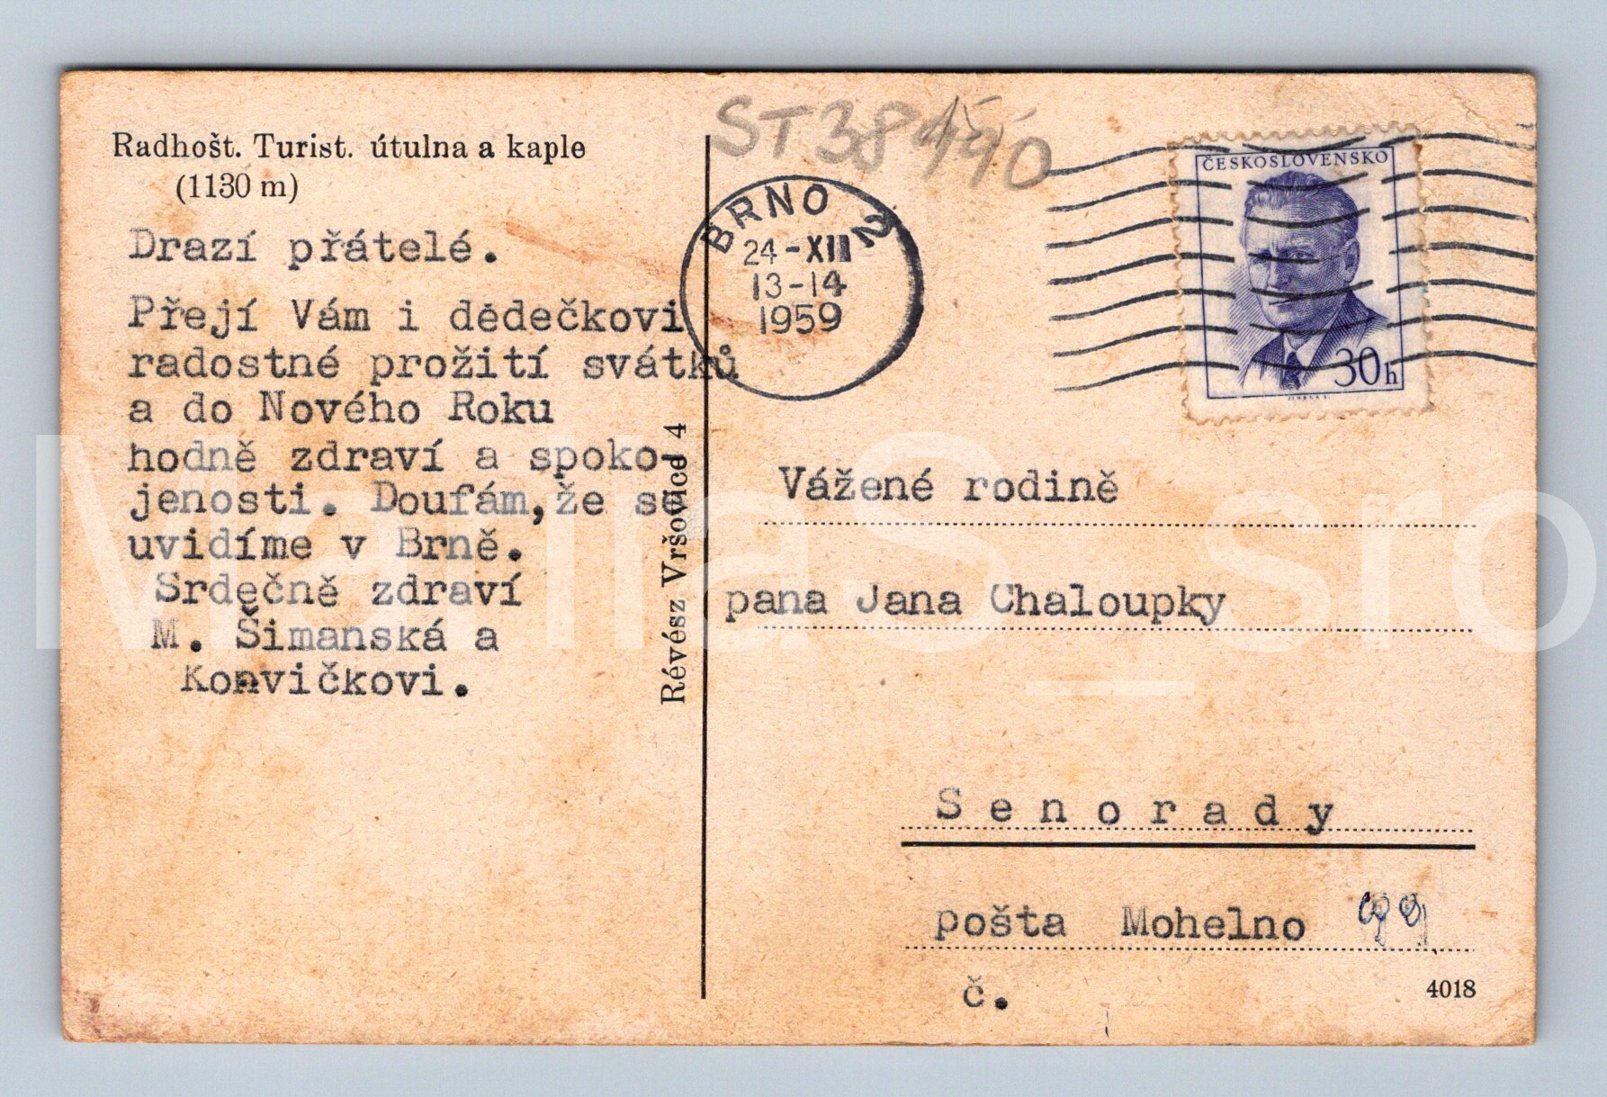 Radhošt. Turist. útulna a kaple
(1130 m)
Drazí přátelé.
Přejí Vám i dědečkovi
radostné prožití svátků
a do Nového Roku
hodně zdraví a spoko-
jenosti. Doufám,že se
uvidíme v Brně.
Srdečně zdraví
M. Šimanská a
Konvičkovi.
Révész Vršovice 4
BRNO 2
24-XII
13-14
1959
ČESKOSLOVENSKO
30h
Vážené rodině
pana Jana Chaloupky
Senorady
pošta Mohelno
č.
4018